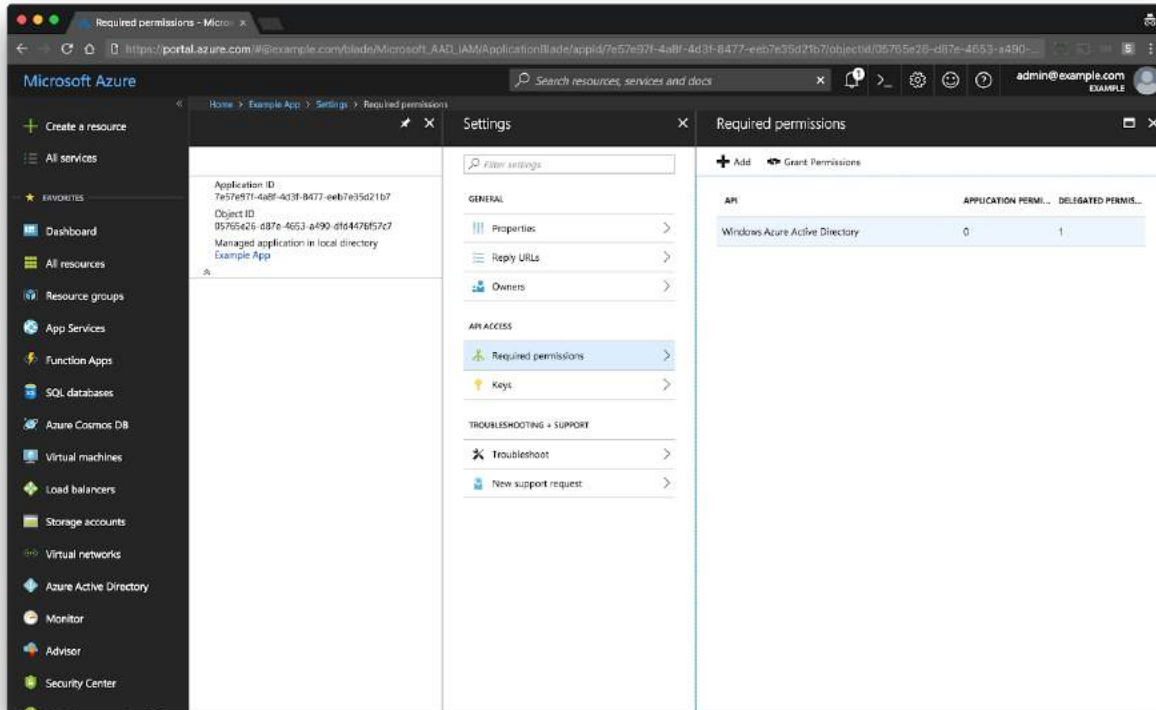 Required permissions - Micro
https://portal.azure.com/#@example.com/blade/Microsoft_AAD_IAM/ApplicationBlade/appId/7e57e97f-4a8f-4d3f-8477-eeb7e35d21b7/objectId/05765e26-d87e-4653-a490-...
Microsoft Azure
Search resources, services and docs
1
admin@example.com
EXAMPLE
Home > Example App > Settings > Required permissions
Create a resource
All services
FAVORITES
Dashboard
All resources
Resource groups
App Services
Function Apps
SQL databases
Azure Cosmos DB
Virtual machines
Load balancers
Storage accounts
Virtual networks
Azure Active Directory
Monitor
Advisor
Security Center
Application ID
7e57e97f-4a8f-4d3f-8477-eeb7e35d21b7
Object ID
05765e26-d87e-4653-a490-dfd4476f57c7
Managed application in local directory
Example App
Settings
Filter settings
GENERAL
Properties
Reply URLs
Owners
API ACCESS
Required permissions
Keys
TROUBLESHOOTING + SUPPORT
Troubleshoot
New support request
Required permissions
Add Grant Permissions
API APPLICATION PERMI... DELEGATED PERMIS...
Windows Azure Active Directory 0 1